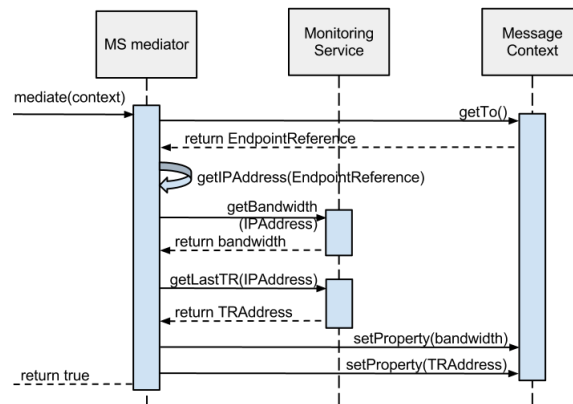 MS mediator
Monitoring
Service
Message
Context
mediate(context)
getTo()
return EndpointReference
getIPAddress(EndpointReference)
getBandwidth
(IPAddress)
return bandwidth
getLastTR(IPAddress)
return TRAddress
setProperty(bandwidth)
setProperty(TRAddress)
return true